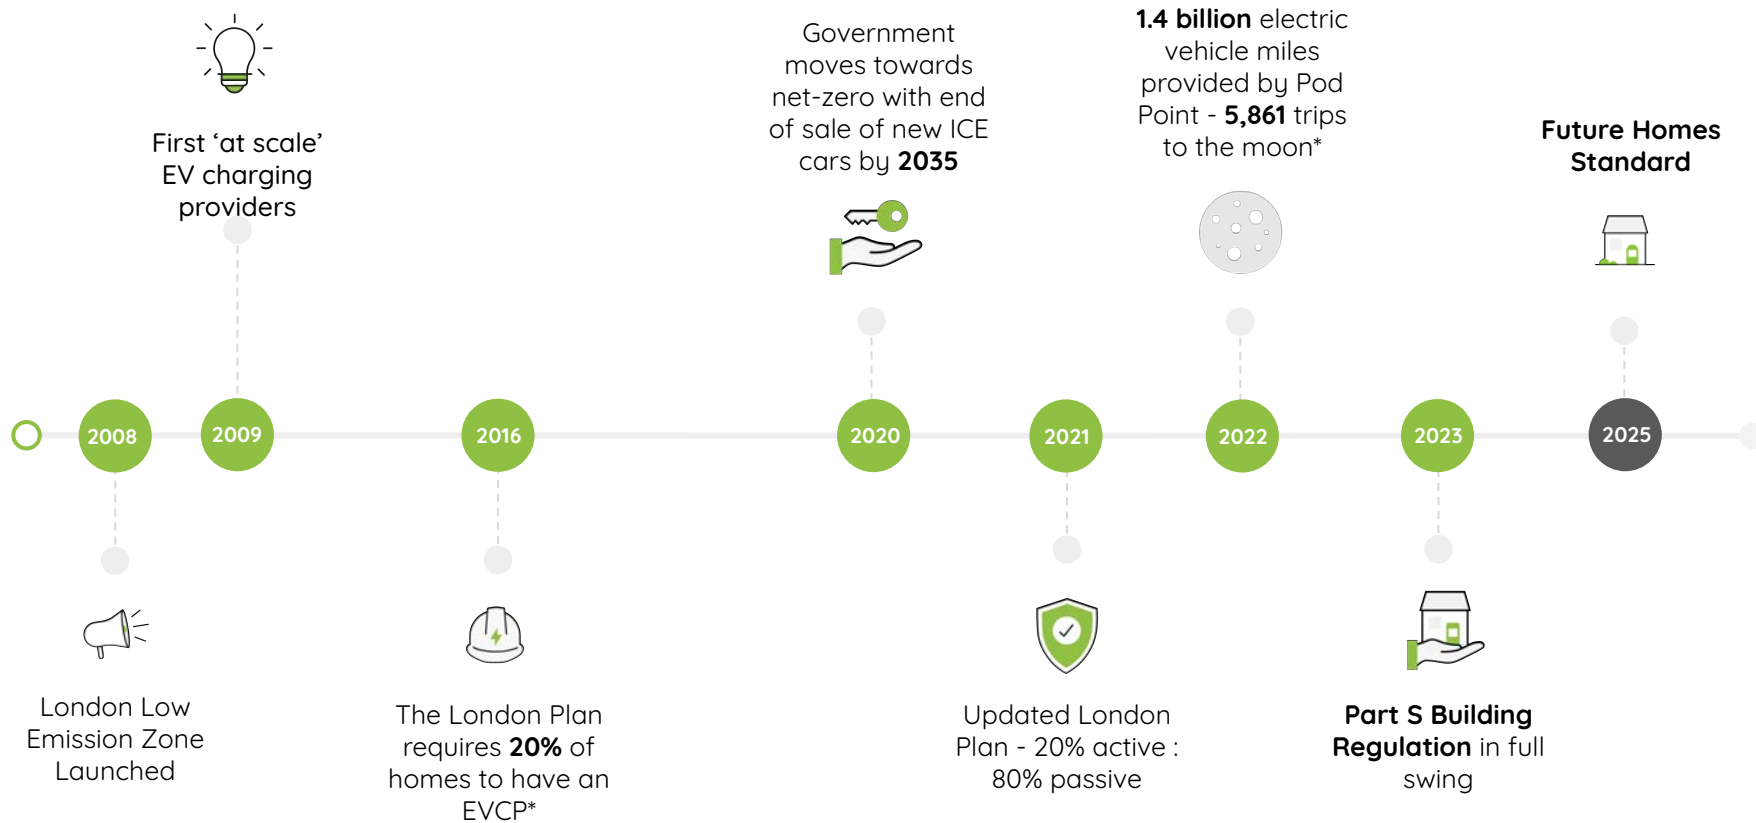 First ‘at scale’
EV charging
providers
Government
moves towards
net-zero with end
of sale of new ICE
cars by 2035
1.4 billion electric
vehicle miles
provided by Pod
Point - 5,861 trips
to the moon*
Future Homes
Standard
2008
2009
2016
2020
2021
2022
2023
2025
London Low
Emission Zone
Launched
The London Plan
requires 20% of
homes to have an
EVCP*
Updated London
Plan - 20% active :
80% passive
Part S Building
Regulation in full
swing